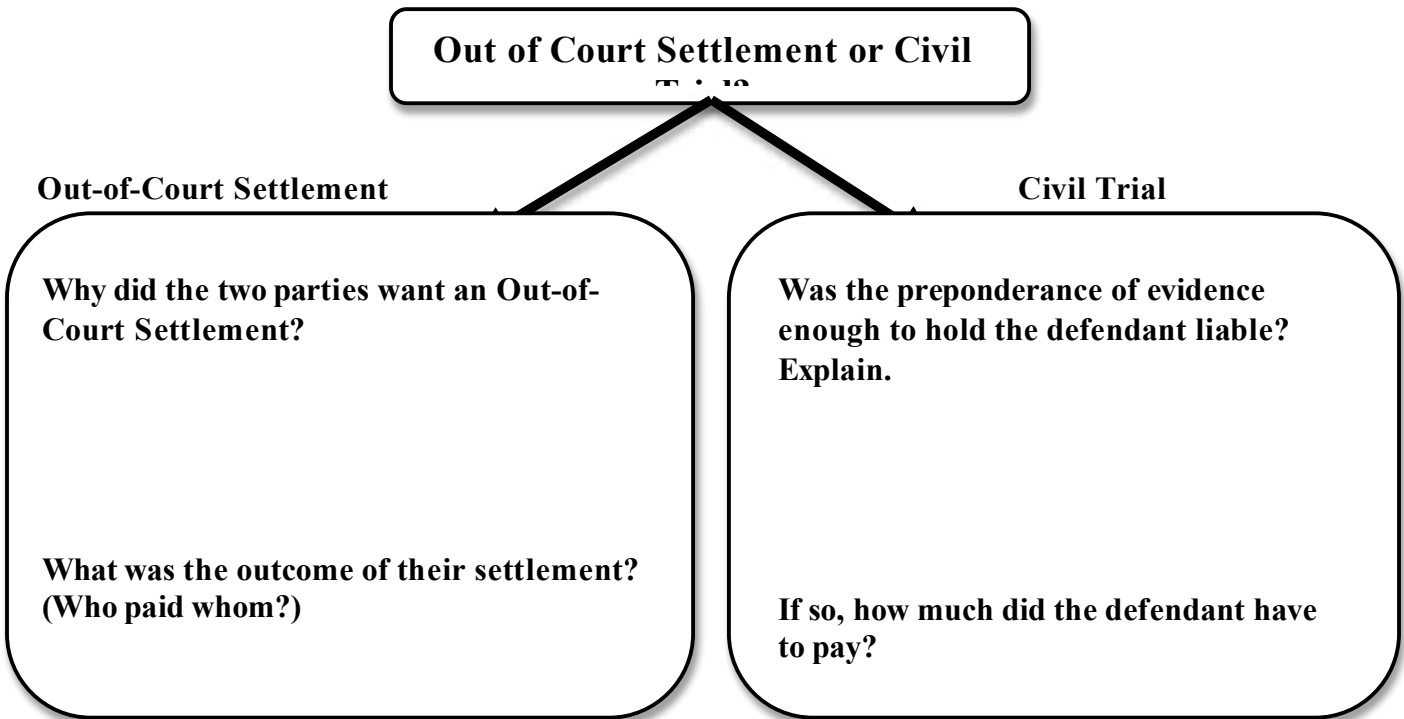 Out of Court Settlement or Civil
Out-of-Court Settlement
Civil Trial
Why did the two parties want an Out-of-
Court Settlement?
What was the outcome of their settlement?
(Who paid whom?)
Was the preponderance of evidence
enough to hold the defendant liable?
Explain.
If so, how much did the defendant have
to pay?